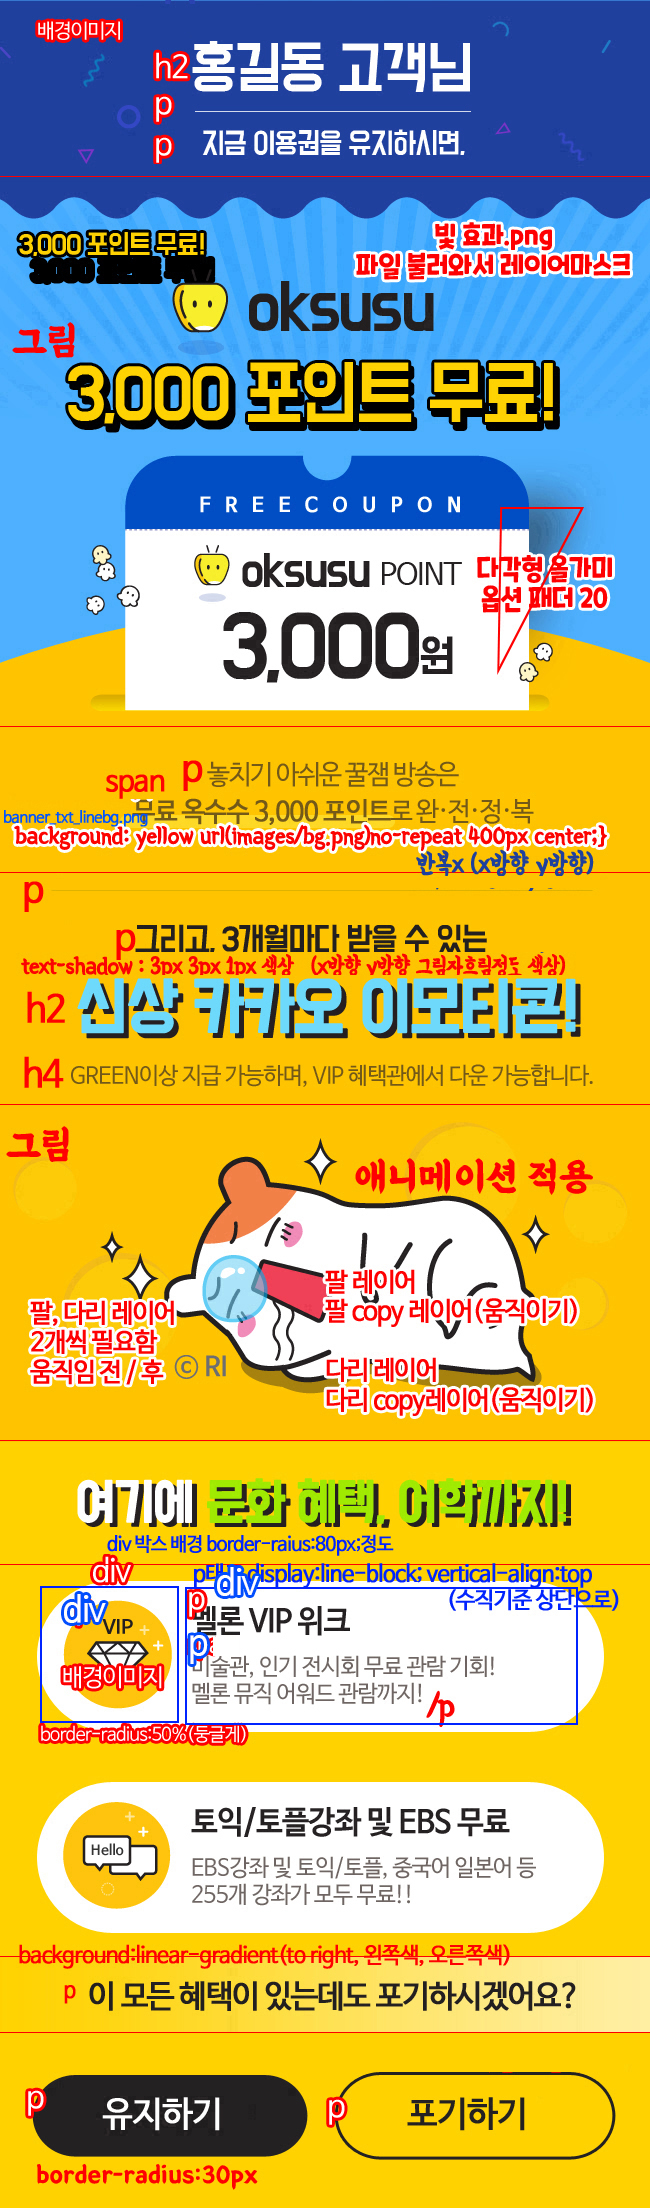 배경이미지
h2 홍길동 고객님
p
p 지금 이용권을 유지하시면,
3,000 포인트 무료!
빛 효과.png
파일 불러와서 레이어마스크
oksusu
그림
3,000 포인트 무료!
FREECOUPON
oksusu POINT
다각형 올가미
옵션 패더 20
3,000원
span p 놓치기 아쉬운 꿀잼 방송은
무료 옥수수 3,000 포인트로 완·전·정·복
banner_txt_linebg.png
background: yellow url(images/bg.png)no-repeat 400px center;}
반복x (x방향 y방향)
p
p그리고, 3개월마다 받을 수 있는
text-shadow : 3px 3px 1px 색상 (x방향 y방향 그림자흐림정도 색상)
h2 신상 카카오 이모티콘!
h4 GREEN이상 지급 가능하며, VIP 혜택관에서 다운 가능합니다.
그림
애니메이션 적용
팔 레이어
팔 copy 레이어(움직이기)
팔, 다리 레이어
2개씩 필요함
움직임 전 / 후
ⓒ RI
다리 레이어
다리 copy레이어(움직이기)
여기에 문화 혜택, 어학까지!
div 박스 배경 border-raius:80px;정도
div
p태그 display:line-block; vertical-align:top
(수직기준 상단으로)
div
div
VIP
배경이미지
p
멜론 VIP 위크
p
미술관, 인기 전시회 무료 관람 기회!
멜론 뮤직 어워드 관람까지! /p
border-radius:50%(둥글게)
Hello
토익/토플강좌 및 EBS 무료
EBS강좌 및 토익/토플, 중국어 일본어 등
255개 강좌가 모두 무료!!
background:linear-gradient(to right, 왼쪽색, 오른쪽색)
p 이 모든 혜택이 있는데도 포기하시겠어요?
p 유지하기
p 포기하기
border-radius:30px